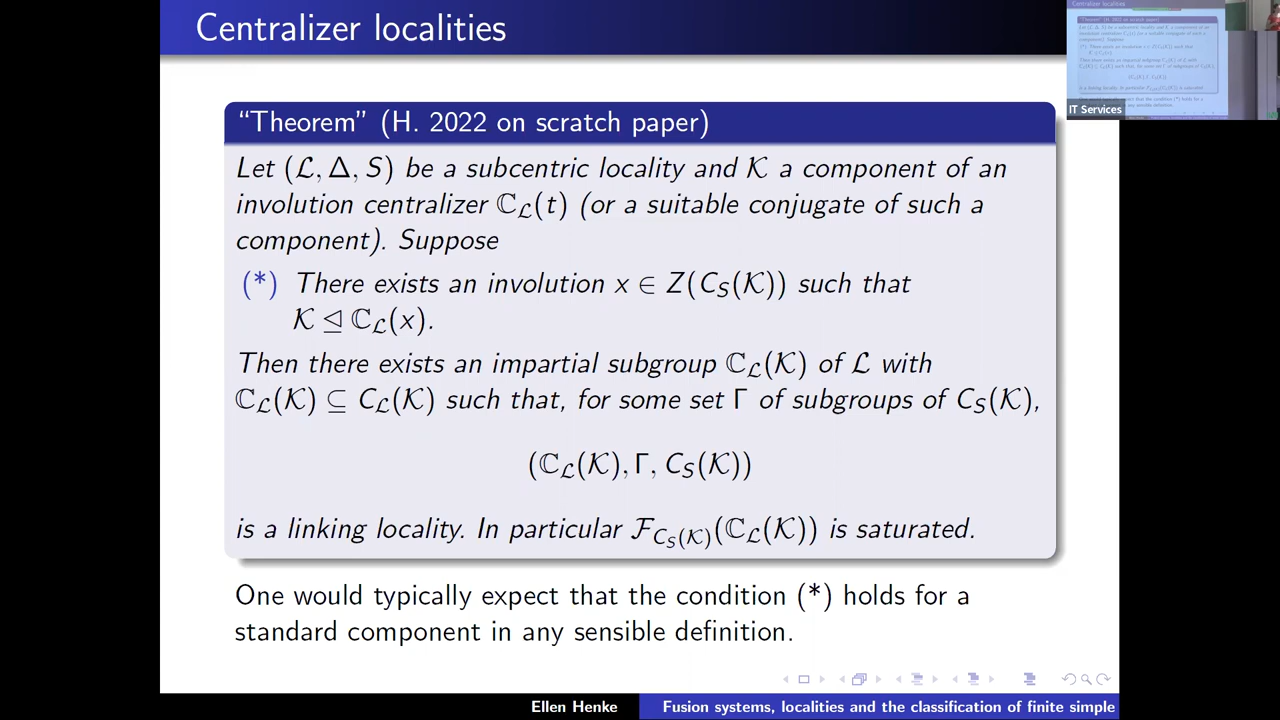 Centralizer localities
“Theorem” (H. 2022 on scratch paper)
Let (ℒ, Δ, S) be a subcentric locality and 𝒦 a component of an
involution centralizer ℂ_ℒ(t) (or a suitable conjugate of such a
component). Suppose
(*) There exists an involution x ∈ Z(C_S(𝒦)) such that
𝒦 ⊴ ℂ_ℒ(x).
Then there exists an impartial subgroup ℂ_ℒ(𝒦) of ℒ with
ℂ_ℒ(𝒦) ⊆ C_ℒ(𝒦) such that, for some set Γ of subgroups of C_S(𝒦),
(ℂ_ℒ(𝒦), Γ, C_S(𝒦))
is a linking locality. In particular ℱ_{C_S(𝒦)}(ℂ_ℒ(𝒦)) is saturated.
One would typically expect that the condition (*) holds for a
standard component in any sensible definition.
Ellen Henke
Fusion systems, localities and the classification of finite simple
Centralizer localities
IT Services